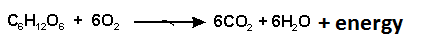 C₆H₁₂O₆ + 6O₂ ⟶ 6CO₂ + 6H₂O + energy